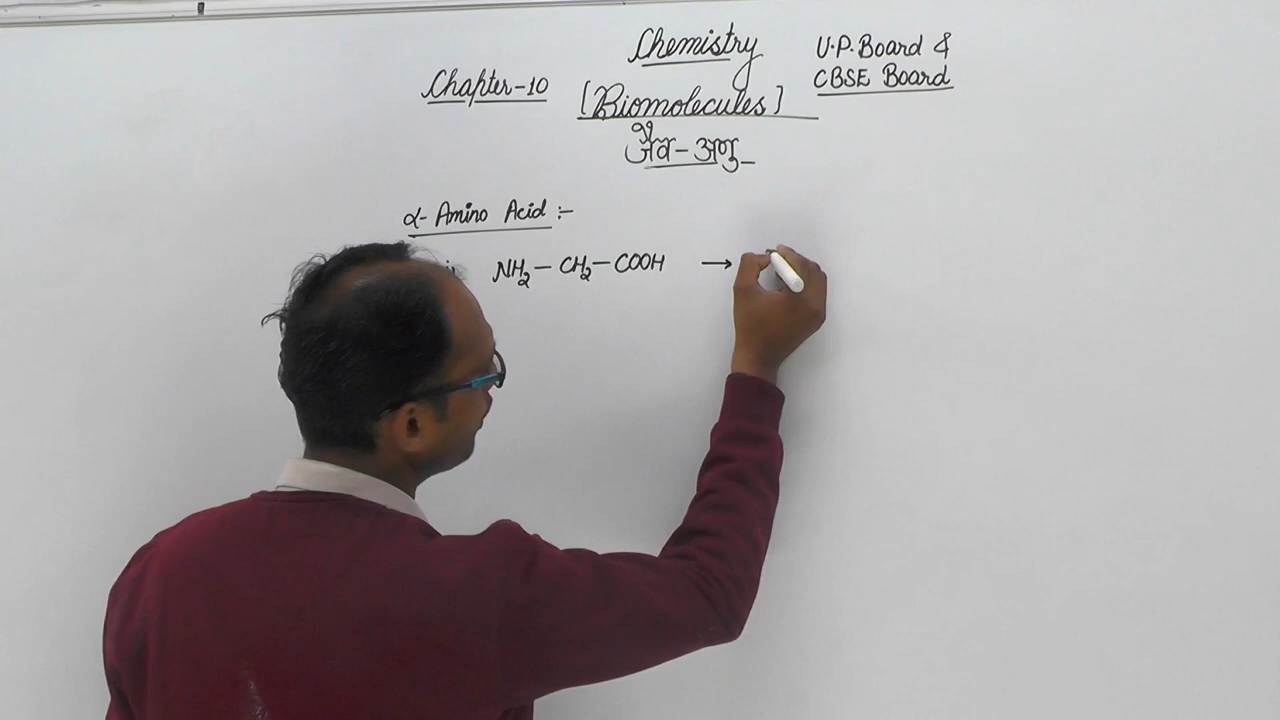 Chemistry
U.P. Board &
CBSE Board
Chapter-10
[Biomolecules]
जैव-अणु
α- Amino Acid :-
NH₂ – CH₂ – COOH →